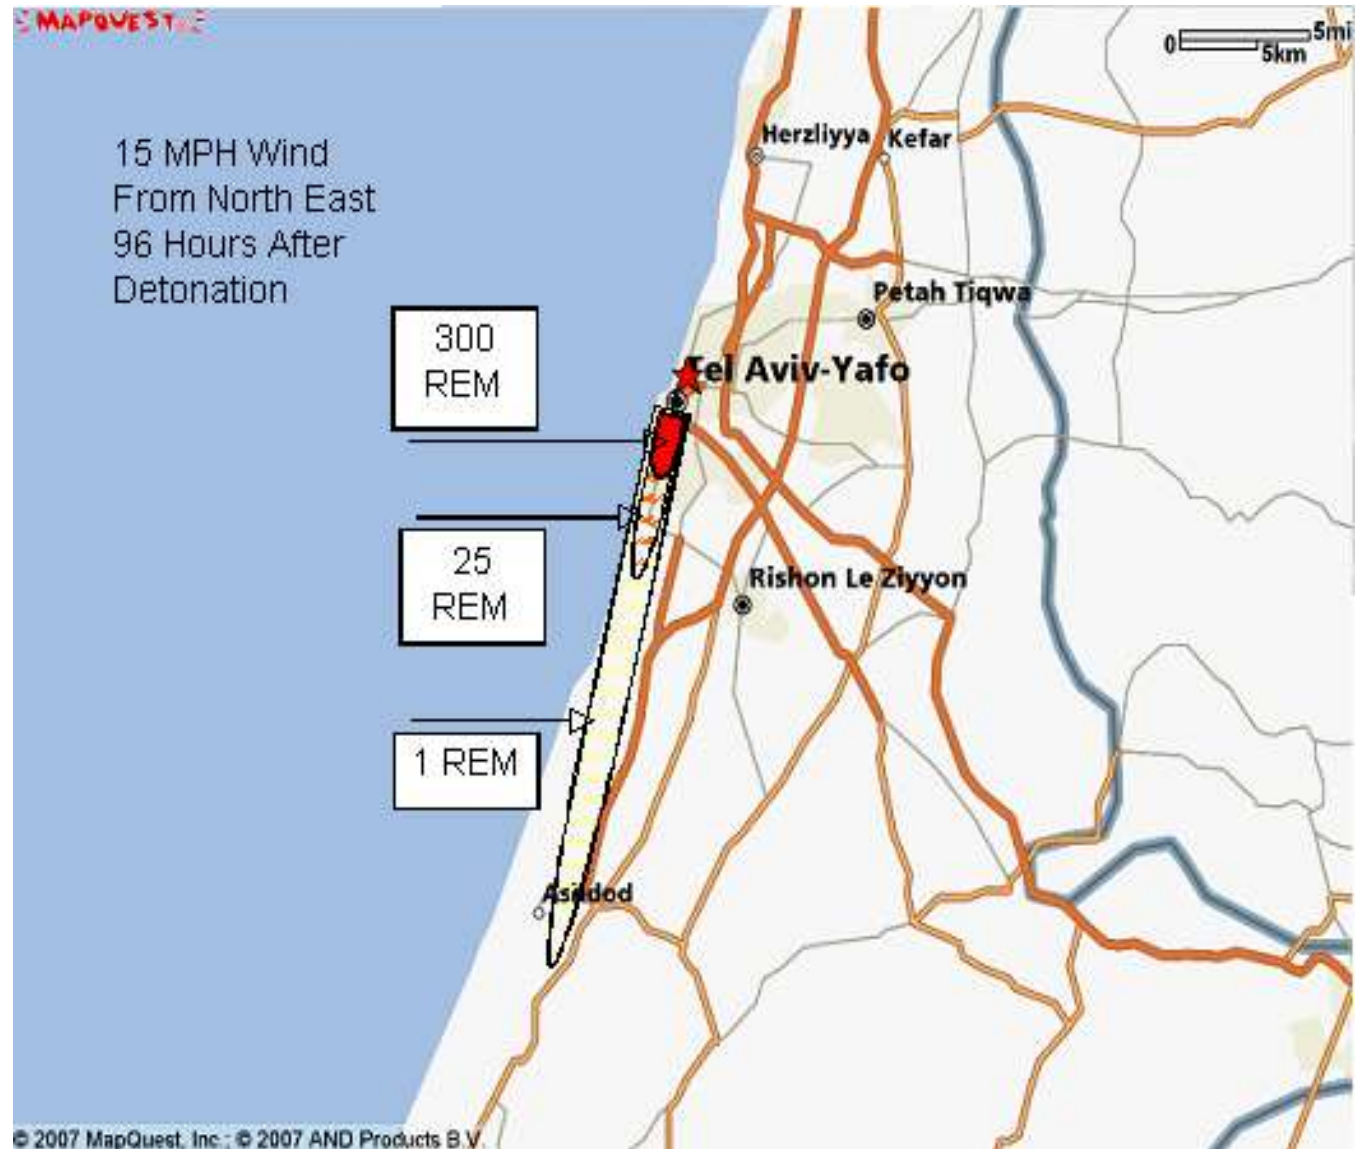 MAPQUEST
0 5mi
5km
15 MPH Wind
From North East
96 Hours After
Detonation
Herzliyya
Kefar
Petah Tiqwa
300
REM
Tel Aviv-Yafo
25
REM
Rishon Le Ziyyon
1 REM
Ashdod
© 2007 MapQuest, Inc.; © 2007 AND Products B.V.